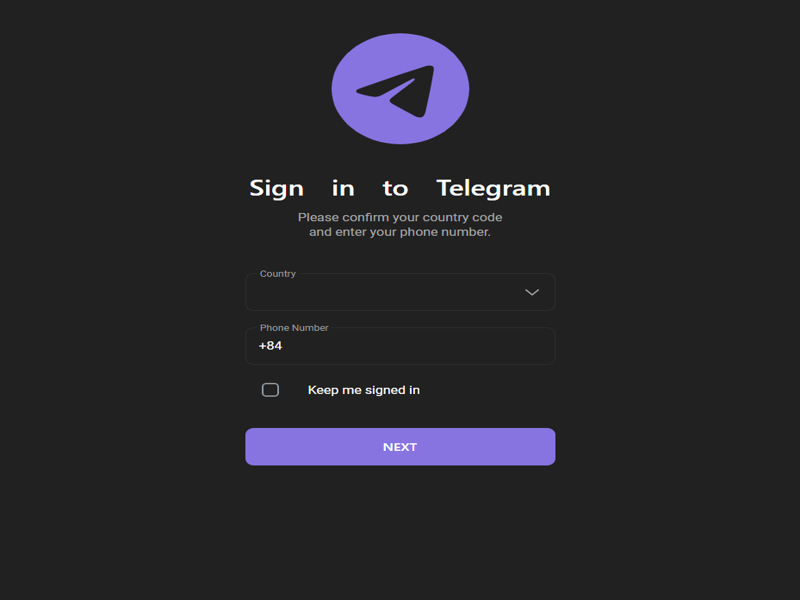 Sign in to Telegram
Please confirm your country code
and enter your phone number.
Country
Phone Number
+84
Keep me signed in
NEXT